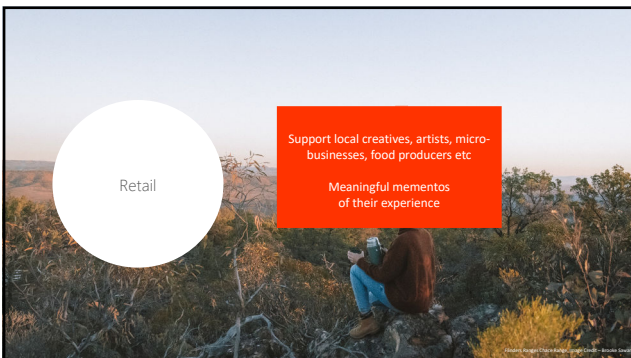 Retail
Support local creatives, artists, micro-
businesses, food producers etc
Meaningful mementos
of their experience